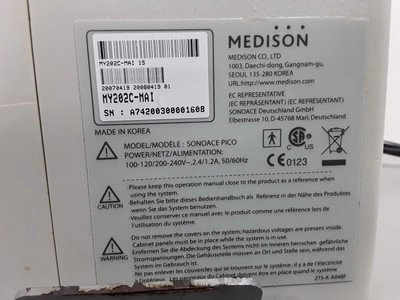 MY202C-MAI 15
20070419 20080419 01
MY202C-MAI
SN : A74200300001608
MEDISON
MEDISON CO., LTD
1003, Daechi-dong, Gangnam-gu,
SEOUL 135-280 KOREA
URL:http://www.medison.com
EC REPRESENTATIVE
(EC REPRÉSENTANT) (EC REPRÄSENTANT)
SONOACE Deutschland GmbH
Elbestrasse 10, D-45768 Marl, Deutschland
MADE IN KOREA
MODEL/MODÈLE: SONOACE PICO
POWER/NETZ/ALIMENTATION:
100-120/200-240V~, 2.4/1.2A, 50/60Hz
CE0123
CAUTION
-Please keep this operation manual close to the product as a reference when
using the system.
-Behalten Sie bitte dieses Bedienhandbuch als Referenz in der Nähe des Produktes
wenn Sie das System benutzen.
-Veuillez conserver ce manuel avec le produit comme une référence
lors d'une utilisation du système.
WARNING
-Do not remove the covers on the system; hazardous voltages are present inside.
Cabinet panels must be in place while the system is in use.
-Entfernen Sie die Abdeckung des Systems nicht; im Inneren herrschen gefährliche
Stromspannungen. Die Gehäusewände müssen an Ort und Stelle sein, während das
System im Gebrauch ist.
-Ne pas enlever les couvercles qui se trouvent sur le système ; il y a de l'électricité à
275-K-A048F